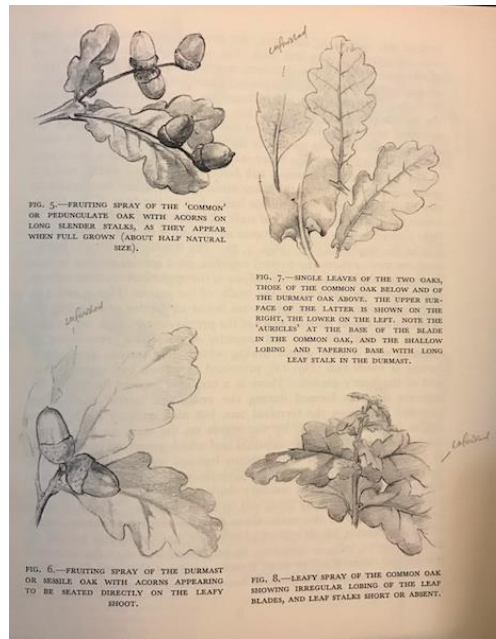 unfinished
FIG. 5.—FRUITING SPRAY OF THE 'COMMON'
OR PEDUNCULATE OAK WITH ACORNS ON
LONG SLENDER STALKS, AS THEY APPEAR
WHEN FULL GROWN (ABOUT HALF NATURAL
SIZE).
FIG. 7.—SINGLE LEAVES OF THE TWO OAKS,
THOSE OF THE COMMON OAK BELOW AND OF
THE DURMAST OAK ABOVE. THE UPPER SUR-
FACE OF THE LATTER IS SHOWN ON THE
RIGHT, THE LOWER ON THE LEFT. NOTE THE
'AURICLES' AT THE BASE OF THE BLADE
IN THE COMMON OAK, AND THE SHALLOW
LOBING AND TAPERING BASE WITH LONG
LEAF STALK IN THE DURMAST.
unfinished
unfinished
FIG. 6.—FRUITING SPRAY OF THE DURMAST
OR SESSILE OAK WITH ACORNS APPEARING
TO BE SEATED DIRECTLY ON THE LEAFY
SHOOT.
FIG. 8.—LEAFY SPRAY OF THE COMMON OAK
SHOWING IRREGULAR LOBING OF THE LEAF
BLADES, AND LEAF STALKS SHORT OR ABSENT.